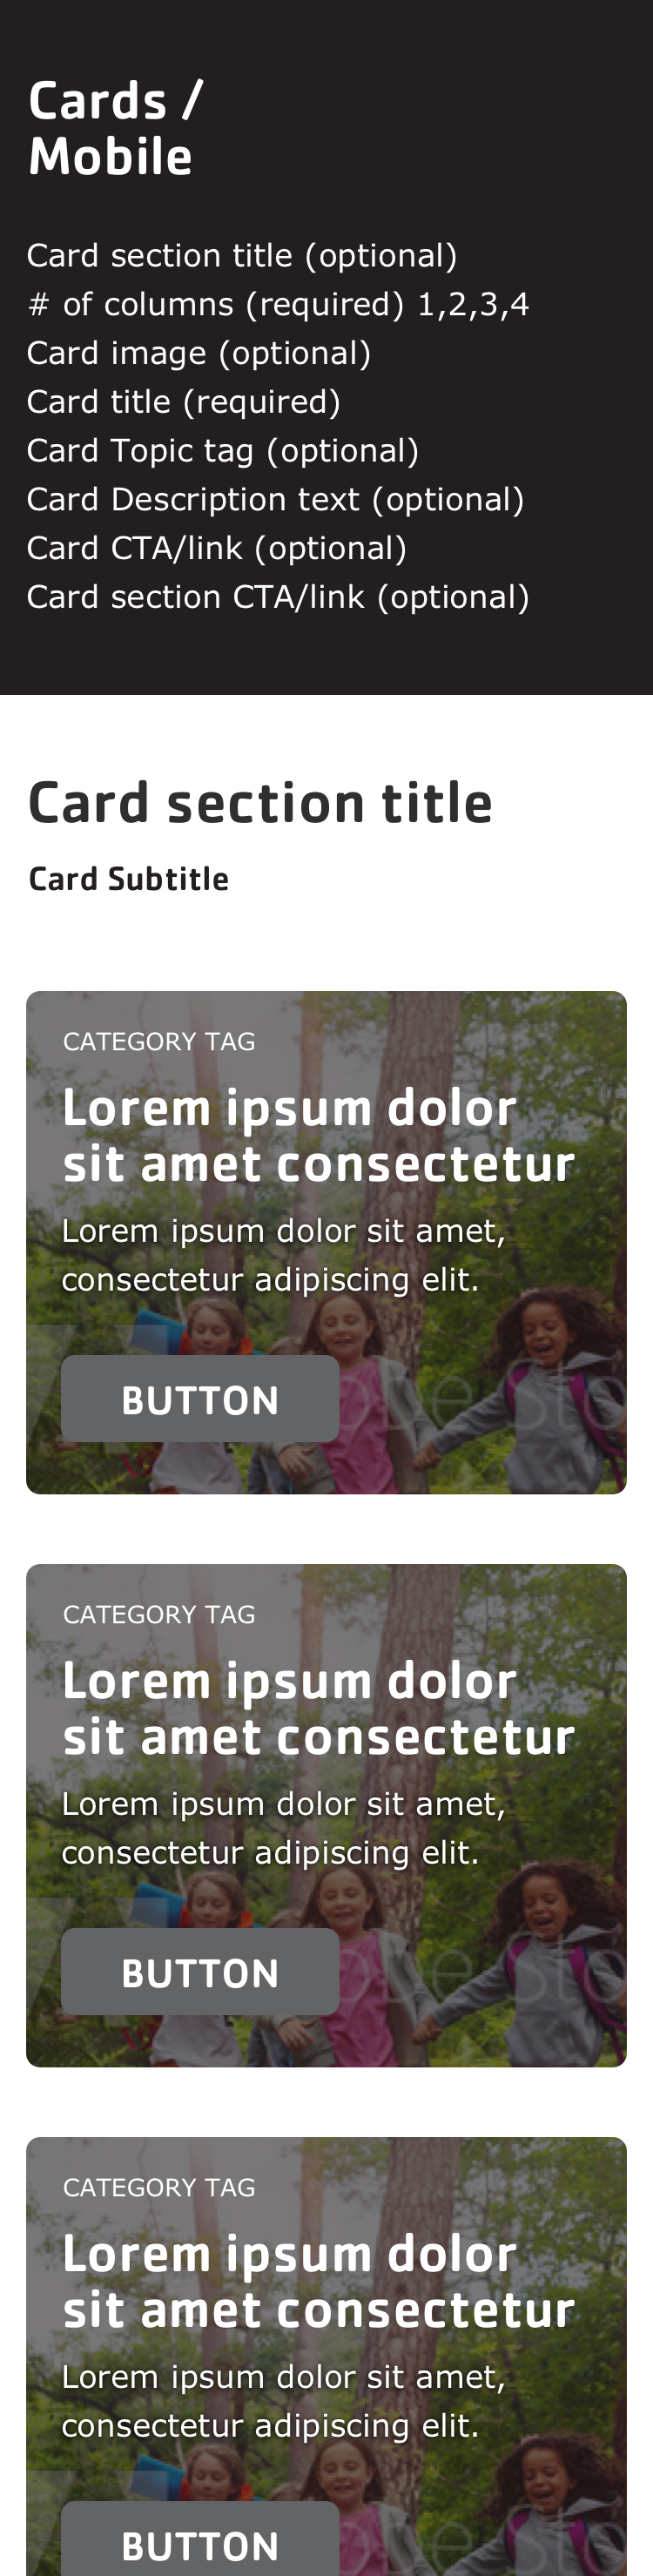 Cards /
Mobile
Card section title (optional)
# of columns (required) 1,2,3,4
Card image (optional)
Card title (required)
Card Topic tag (optional)
Card Description text (optional)
Card CTA/link (optional)
Card section CTA/link (optional)
Card section title
Card Subtitle
CATEGORY TAG
Lorem ipsum dolor
sit amet consectetur
Lorem ipsum dolor sit amet,
consectetur adipiscing elit.
BUTTON
CATEGORY TAG
Lorem ipsum dolor
sit amet consectetur
Lorem ipsum dolor sit amet,
consectetur adipiscing elit.
BUTTON
CATEGORY TAG
Lorem ipsum dolor
sit amet consectetur
Lorem ipsum dolor sit amet,
consectetur adipiscing elit.
BUTTON